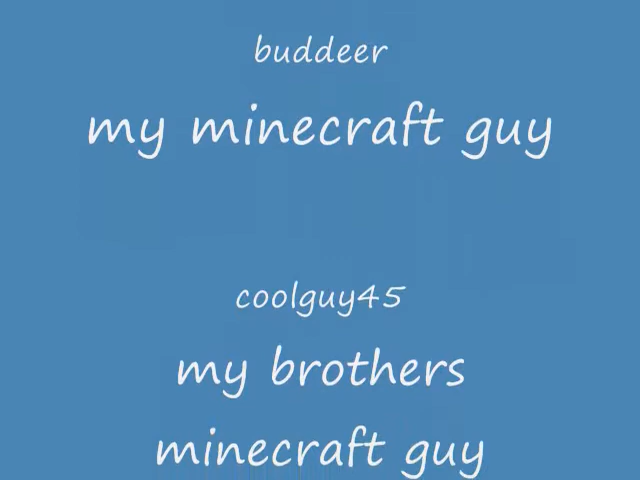 buddeer
my minecraft guy
coolguy45
my brothers
minecraft guy